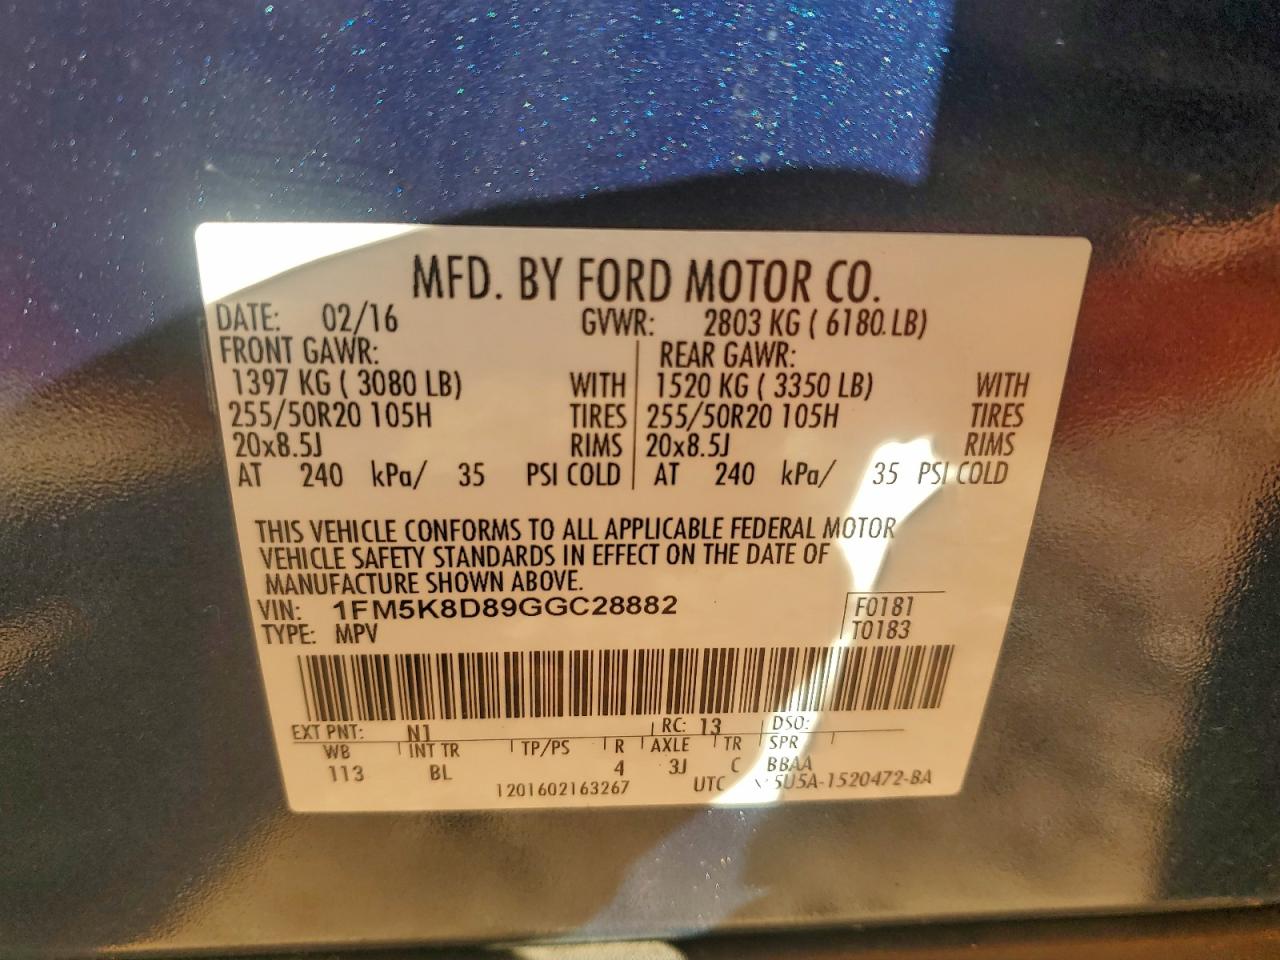 MFD. BY FORD MOTOR CO.
DATE: 02/16 GVWR: 2803 KG ( 6180 LB)
FRONT GAWR: REAR GAWR:
1397 KG ( 3080 LB) WITH 1520 KG ( 3350 LB) WITH
255/50R20 105H TIRES 255/50R20 105H TIRES
20x8.5J RIMS 20x8.5J RIMS
AT 240 kPa/ 35 PSI COLD AT 240 kPa/ 35 PSI COLD
THIS VEHICLE CONFORMS TO ALL APPLICABLE FEDERAL MOTOR
VEHICLE SAFETY STANDARDS IN EFFECT ON THE DATE OF
MANUFACTURE SHOWN ABOVE.
VIN: 1FM5K8D89GGC28882 F0181
TYPE: MPV T0183
EXT PNT: N1 RC: 13 DSO:
WB INT TR TP/PS R AXLE TR SPR
113 BL 4 3J C BBAA
1201602163267 UTC 5U5A-1520472-BA